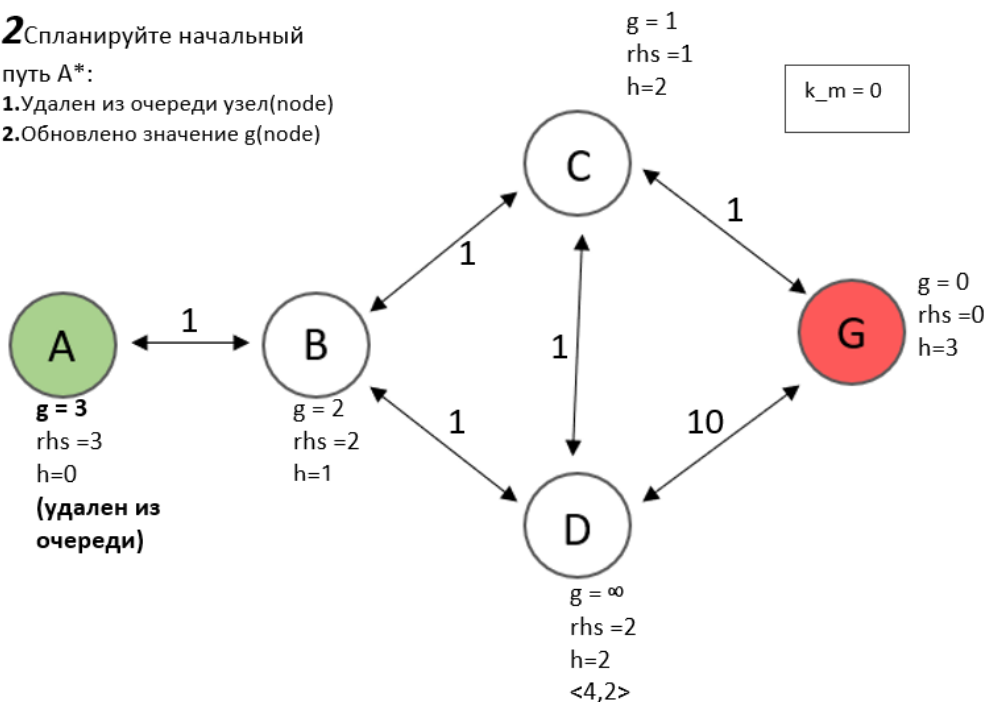 2Спланируйте начальный
путь A*:
1.Удален из очереди узел(node)
2.Обновлено значение g(node)
g = 1
rhs =1
h=2
k_m = 0
C
1
1
A
1
B
1
G
g = 0
rhs =0
h=3
g = 3
rhs =3
h=0
(удален из
очереди)
g = 2
rhs =2
h=1
1
10
D
g = ∞
rhs =2
h=2
<4,2>